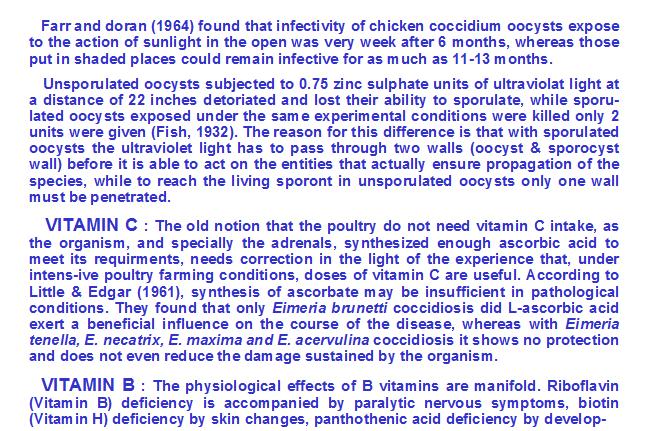 Farr and doran (1964) found that infectivity of chicken coccidium oocysts expose
to the action of sunlight in the open was very week after 6 months, whereas those
put in shaded places could remain infective for as much as 11-13 months.
Unsporulated oocysts subjected to 0.75 zinc sulphate units of ultraviolat light at
a distance of 22 inches detoriated and lost their ability to sporulate, while sporu-
lated oocysts exposed under the same experimental conditions were killed only 2
units were given (Fish, 1932). The reason for this difference is that with sporulated
oocysts the ultraviolet light has to pass through two walls (oocyst & sporocyst
wall) before it is able to act on the entities that actually ensure propagation of the
species, while to reach the living sporont in unsporulated oocysts only one wall
must be penetrated.
VITAMIN C : The old notion that the poultry do not need vitamin C intake, as
the organism, and specially the adrenals, synthesized enough ascorbic acid to
meet its requirments, needs correction in the light of the experience that, under
intens-ive poultry farming conditions, doses of vitamin C are useful. According to
Little & Edgar (1961), synthesis of ascorbate may be insufficient in pathological
conditions. They found that only Eimeria brunetti coccidiosis did L-ascorbic acid
exert a beneficial influence on the course of the disease, whereas with Eimeria
tenella, E. necatrix, E. maxima and E. acervulina coccidiosis it shows no protection
and does not even reduce the damage sustained by the organism.
VITAMIN B : The physiological effects of B vitamins are manifold. Riboflavin
(Vitamin B) deficiency is accompanied by paralytic nervous symptoms, biotin
(Vitamin H) deficiency by skin changes, panthothenic acid deficiency by develop-